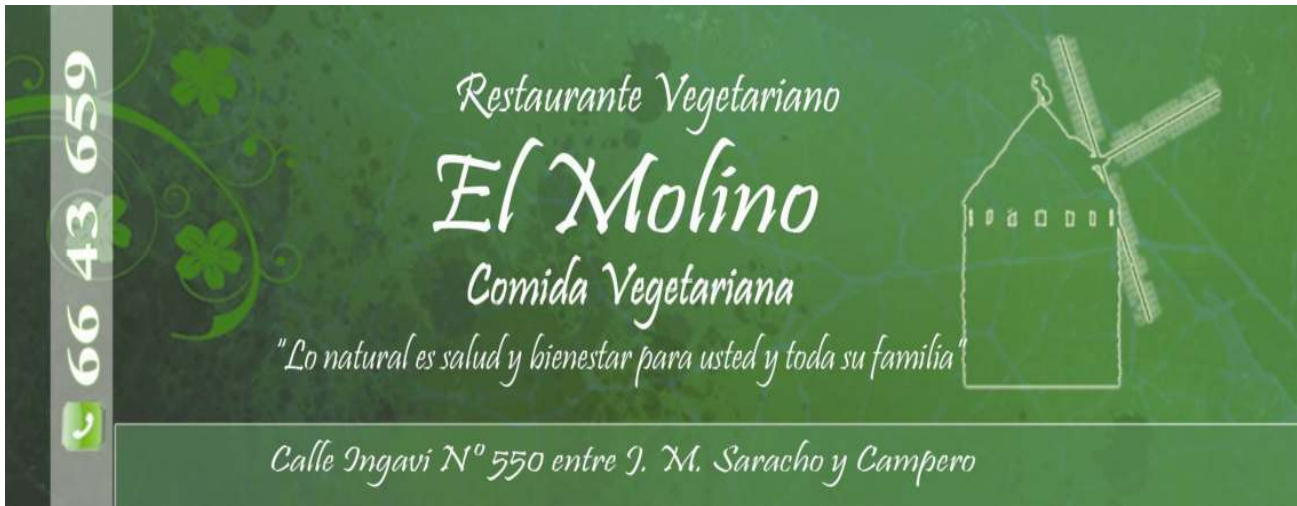 66 43 659
Restaurante Vegetariano
El Molino
Comida Vegetariana
"Lo natural es salud y bienestar para usted y toda su familia"
Calle Ingavi Nº 550 entre J. M. Saracho y Campero